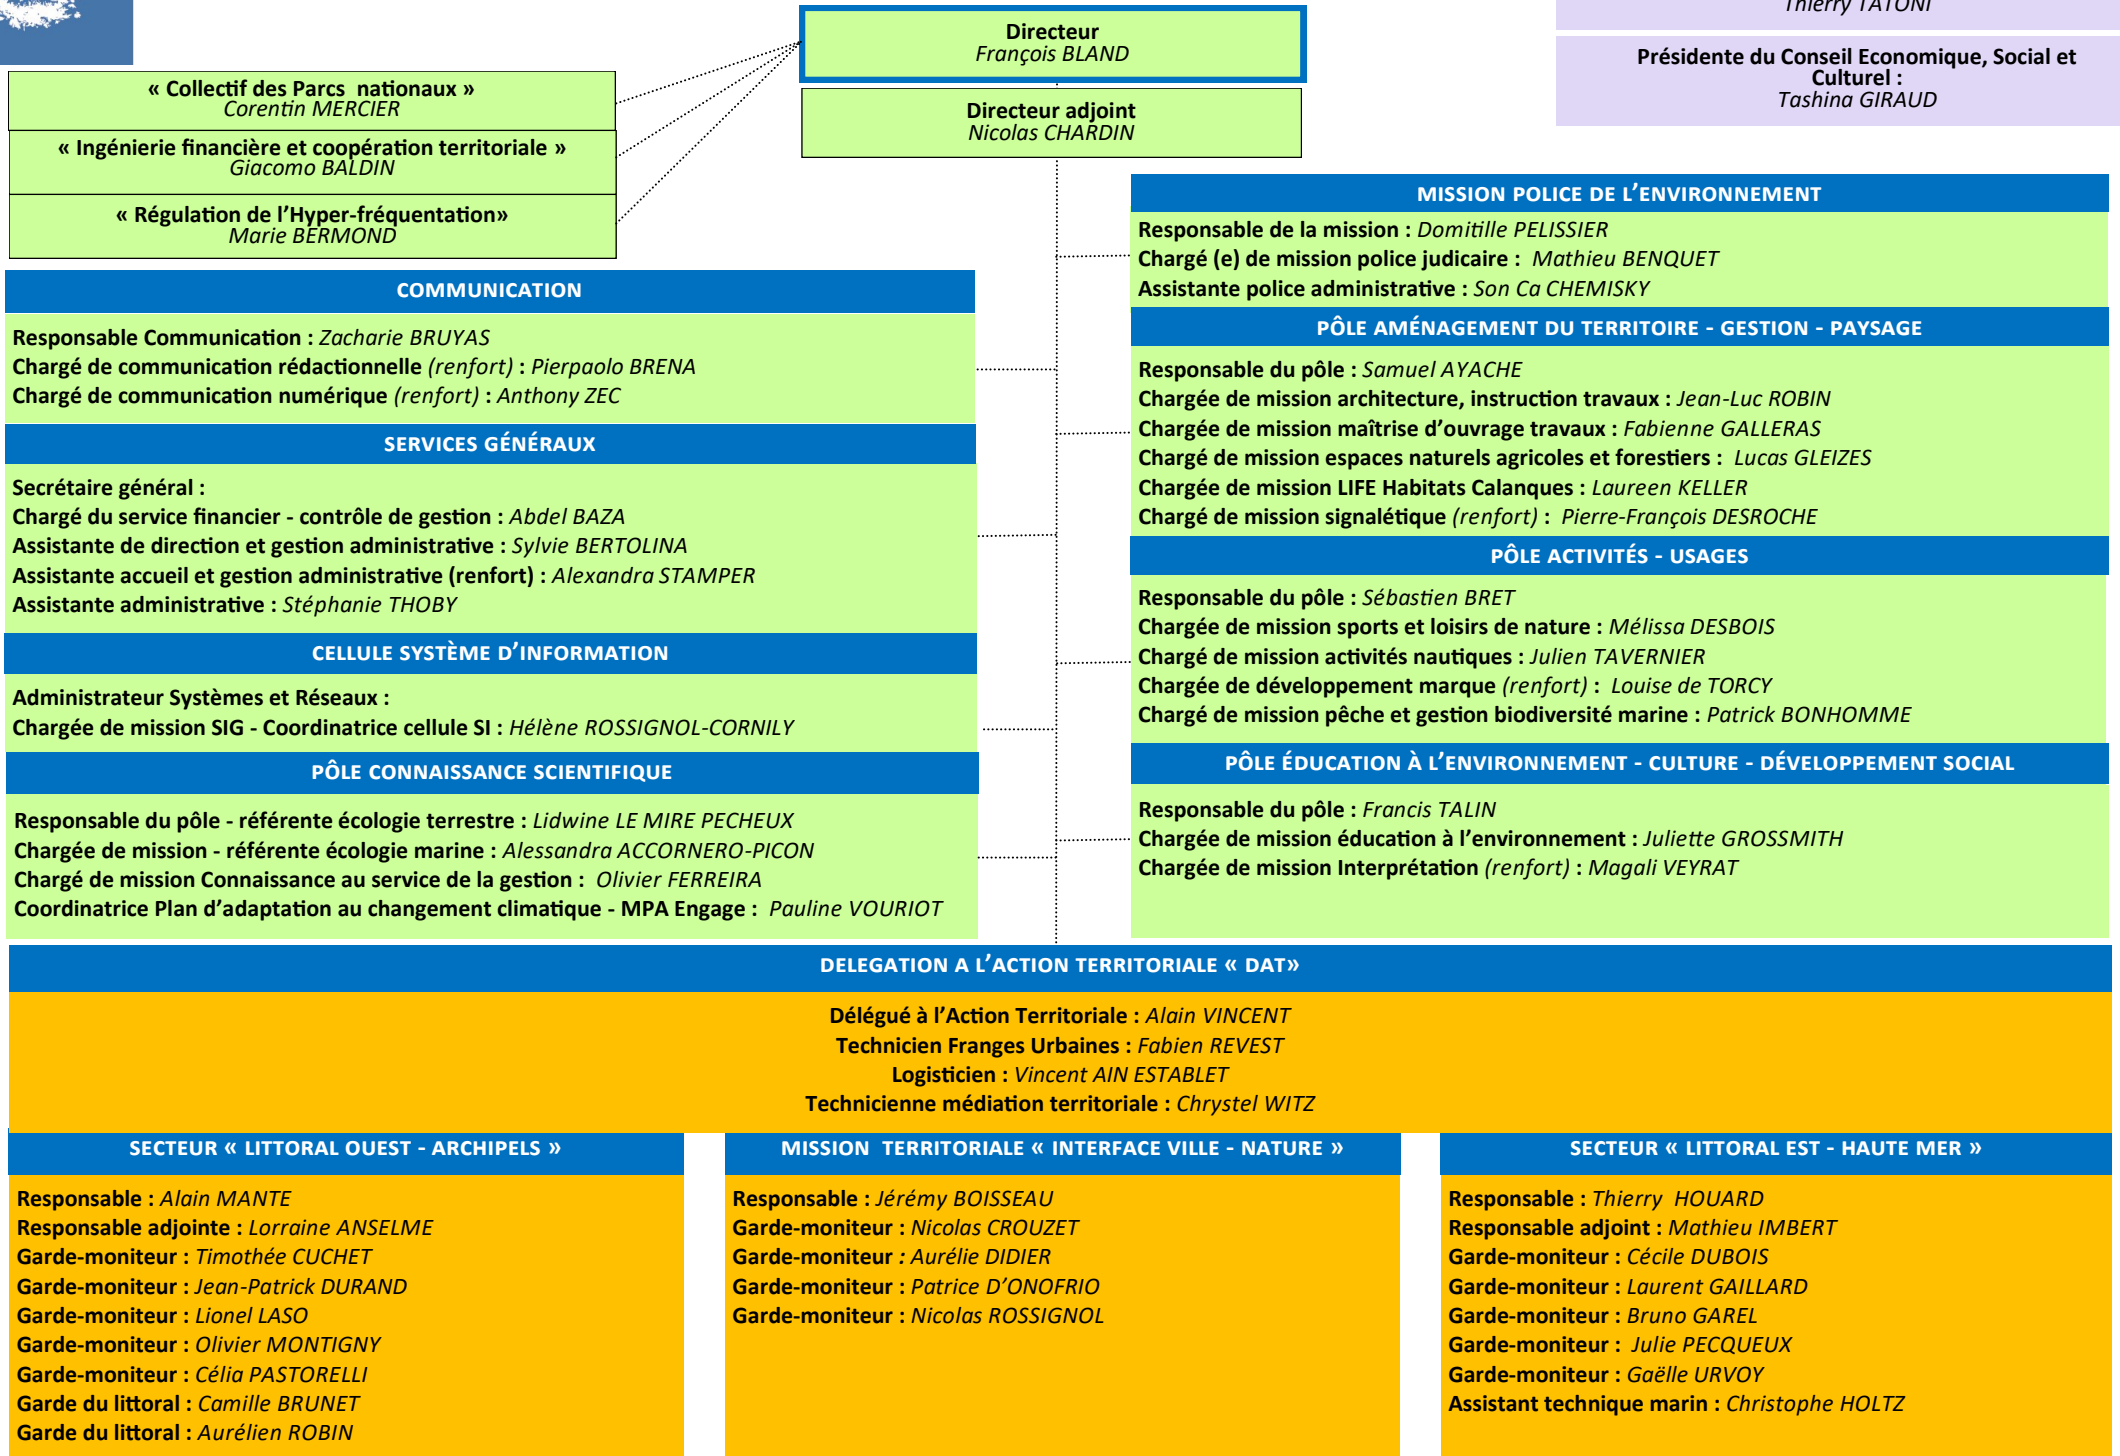 Thierry TATONI
Directeur
François BLAND
Présidente du Conseil Economique, Social et
Culturel :
Tashina GIRAUD
« Collectif des Parcs nationaux »
Corentin MERCIER
Directeur adjoint
Nicolas CHARDIN
« Ingénierie financière et coopération territoriale »
Giacomo BALDIN
« Régulation de l'Hyper-fréquentation»
Marie BERMOND
MISSION POLICE DE L'ENVIRONNEMENT
Responsable de la mission : Domitille PELISSIER
Chargé (e) de mission police judicaire : Mathieu BENQUET
Assistante police administrative : Son Ca CHEMISKY
COMMUNICATION
Responsable Communication : Zacharie BRUYAS
Chargé de communication rédactionnelle (renfort) : Pierpaolo BRENA
Chargé de communication numérique (renfort) : Anthony ZEC
PÔLE AMÉNAGEMENT DU TERRITOIRE - GESTION - PAYSAGE
Responsable du pôle : Samuel AYACHE
Chargée de mission architecture, instruction travaux : Jean-Luc ROBIN
Chargée de mission maîtrise d'ouvrage travaux : Fabienne GALLERAS
Chargé de mission espaces naturels agricoles et forestiers : Lucas GLEIZES
Chargée de mission LIFE Habitats Calanques : Laureen KELLER
Chargé de mission signalétique (renfort) : Pierre-François DESROCHE
SERVICES GÉNÉRAUX
Secrétaire général :
Chargé du service financier - contrôle de gestion : Abdel BAZA
Assistante de direction et gestion administrative : Sylvie BERTOLINA
Assistante accueil et gestion administrative (renfort) : Alexandra STAMPER
Assistante administrative : Stéphanie THOBY
PÔLE ACTIVITÉS - USAGES
Responsable du pôle : Sébastien BRET
Chargée de mission sports et loisirs de nature : Mélissa DESBOIS
Chargé de mission activités nautiques : Julien TAVERNIER
Chargée de développement marque (renfort) : Louise de TORCY
Chargé de mission pêche et gestion biodiversité marine : Patrick BONHOMME
CELLULE SYSTÈME D'INFORMATION
Administrateur Systèmes et Réseaux :
Chargée de mission SIG - Coordinatrice cellule SI : Hélène ROSSIGNOL-CORNILY
PÔLE CONNAISSANCE SCIENTIFIQUE
Responsable du pôle - référente écologie terrestre : Lidwine LE MIRE PECHEUX
Chargée de mission - référente écologie marine : Alessandra ACCORNERO-PICON
Chargé de mission Connaissance au service de la gestion : Olivier FERREIRA
Coordinatrice Plan d'adaptation au changement climatique - MPA Engage : Pauline VOURIOT
PÔLE ÉDUCATION À L'ENVIRONNEMENT - CULTURE - DÉVELOPPEMENT SOCIAL
Responsable du pôle : Francis TALIN
Chargée de mission éducation à l'environnement : Juliette GROSSMITH
Chargée de mission Interprétation (renfort) : Magali VEYRAT
DELEGATION A L'ACTION TERRITORIALE « DAT»
Délégué à l'Action Territoriale : Alain VINCENT
Technicien Franges Urbaines : Fabien REVEST
Logisticien : Vincent AIN ESTABLET
Technicienne médiation territoriale : Chrystel WITZ
SECTEUR « LITTORAL OUEST - ARCHIPELS »
Responsable : Alain MANTE
Responsable adjointe : Lorraine ANSELME
Garde-moniteur : Timothée CUCHET
Garde-moniteur : Jean-Patrick DURAND
Garde-moniteur : Lionel LASO
Garde-moniteur : Olivier MONTIGNY
Garde-moniteur : Célia PASTORELLI
Garde du littoral : Camille BRUNET
Garde du littoral : Aurélien ROBIN
MISSION TERRITORIALE « INTERFACE VILLE - NATURE »
Responsable : Jérémy BOISSEAU
Garde-moniteur : Nicolas CROUZET
Garde-moniteur : Aurélie DIDIER
Garde-moniteur : Patrice D'ONOFRIO
Garde-moniteur : Nicolas ROSSIGNOL
SECTEUR « LITTORAL EST - HAUTE MER »
Responsable : Thierry HOUARD
Responsable adjoint : Mathieu IMBERT
Garde-moniteur : Cécile DUBOIS
Garde-moniteur : Laurent GAILLARD
Garde-moniteur : Bruno GAREL
Garde-moniteur : Julie PECQUEUX
Garde-moniteur : Gaëlle URVOY
Assistant technique marin : Christophe HOLTZ